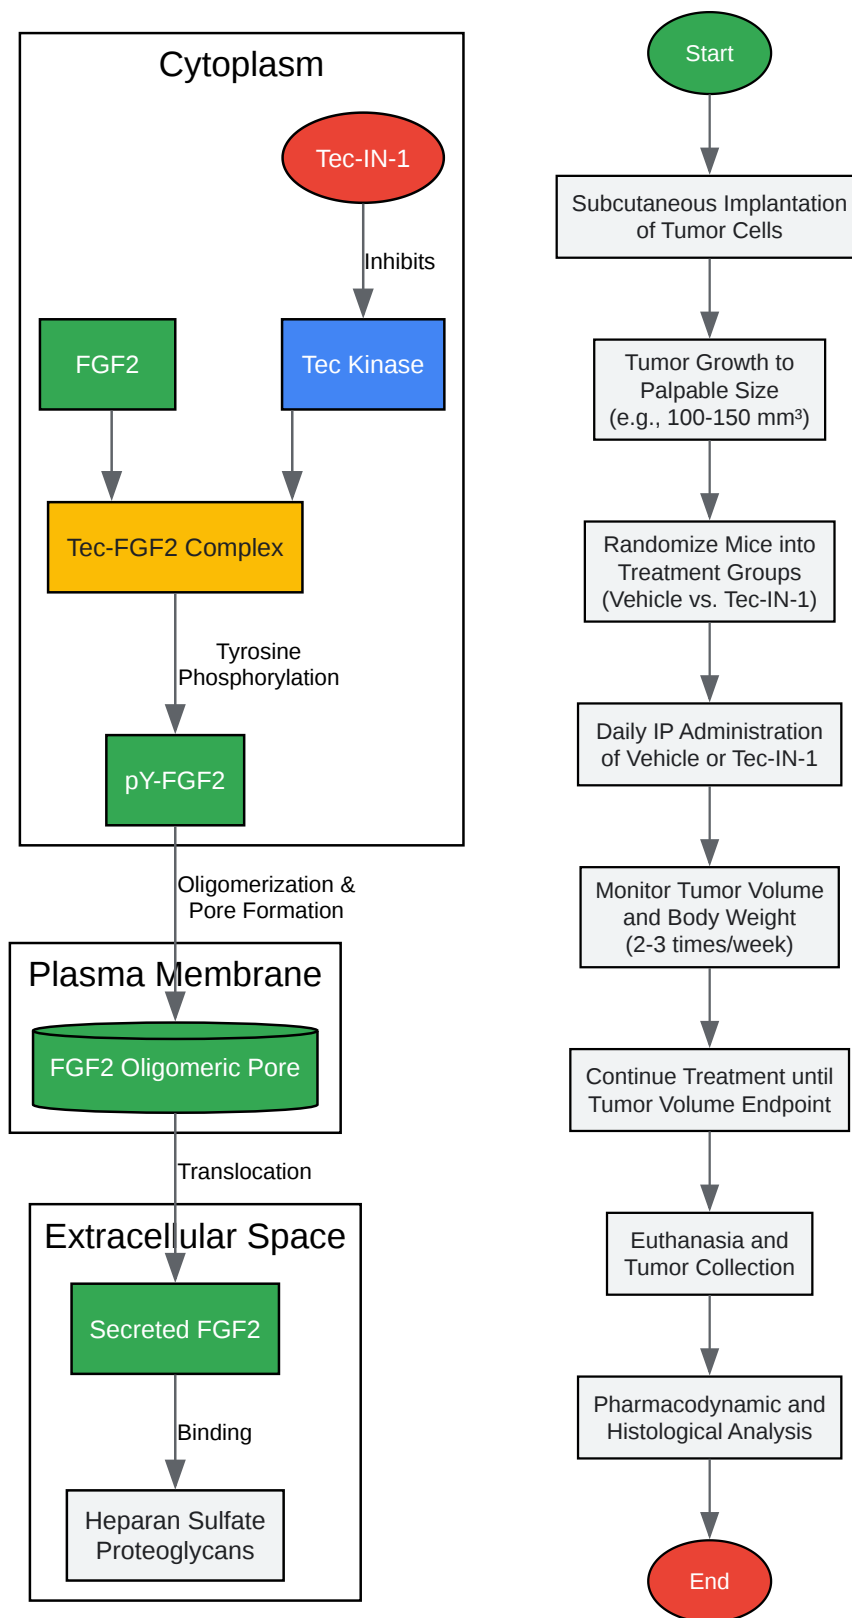 Cytoplasm
Tec-IN-1
Inhibits
FGF2
Tec Kinase
Tec-FGF2 Complex
Tyrosine
Phosphorylation
pY-FGF2
Oligomerization &
Pore Formation
Plasma Membrane
FGF2 Oligomeric Pore
Translocation
Extracellular Space
Secreted FGF2
Binding
Heparan Sulfate
Proteoglycans
Start
Subcutaneous Implantation
of Tumor Cells
Tumor Growth to
Palpable Size
(e.g., 100-150 mm³)
Randomize Mice into
Treatment Groups
(Vehicle vs. Tec-IN-1)
Daily IP Administration
of Vehicle or Tec-IN-1
Monitor Tumor Volume
and Body Weight
(2-3 times/week)
Continue Treatment until
Tumor Volume Endpoint
Euthanasia and
Tumor Collection
Pharmacodynamic and
Histological Analysis
End